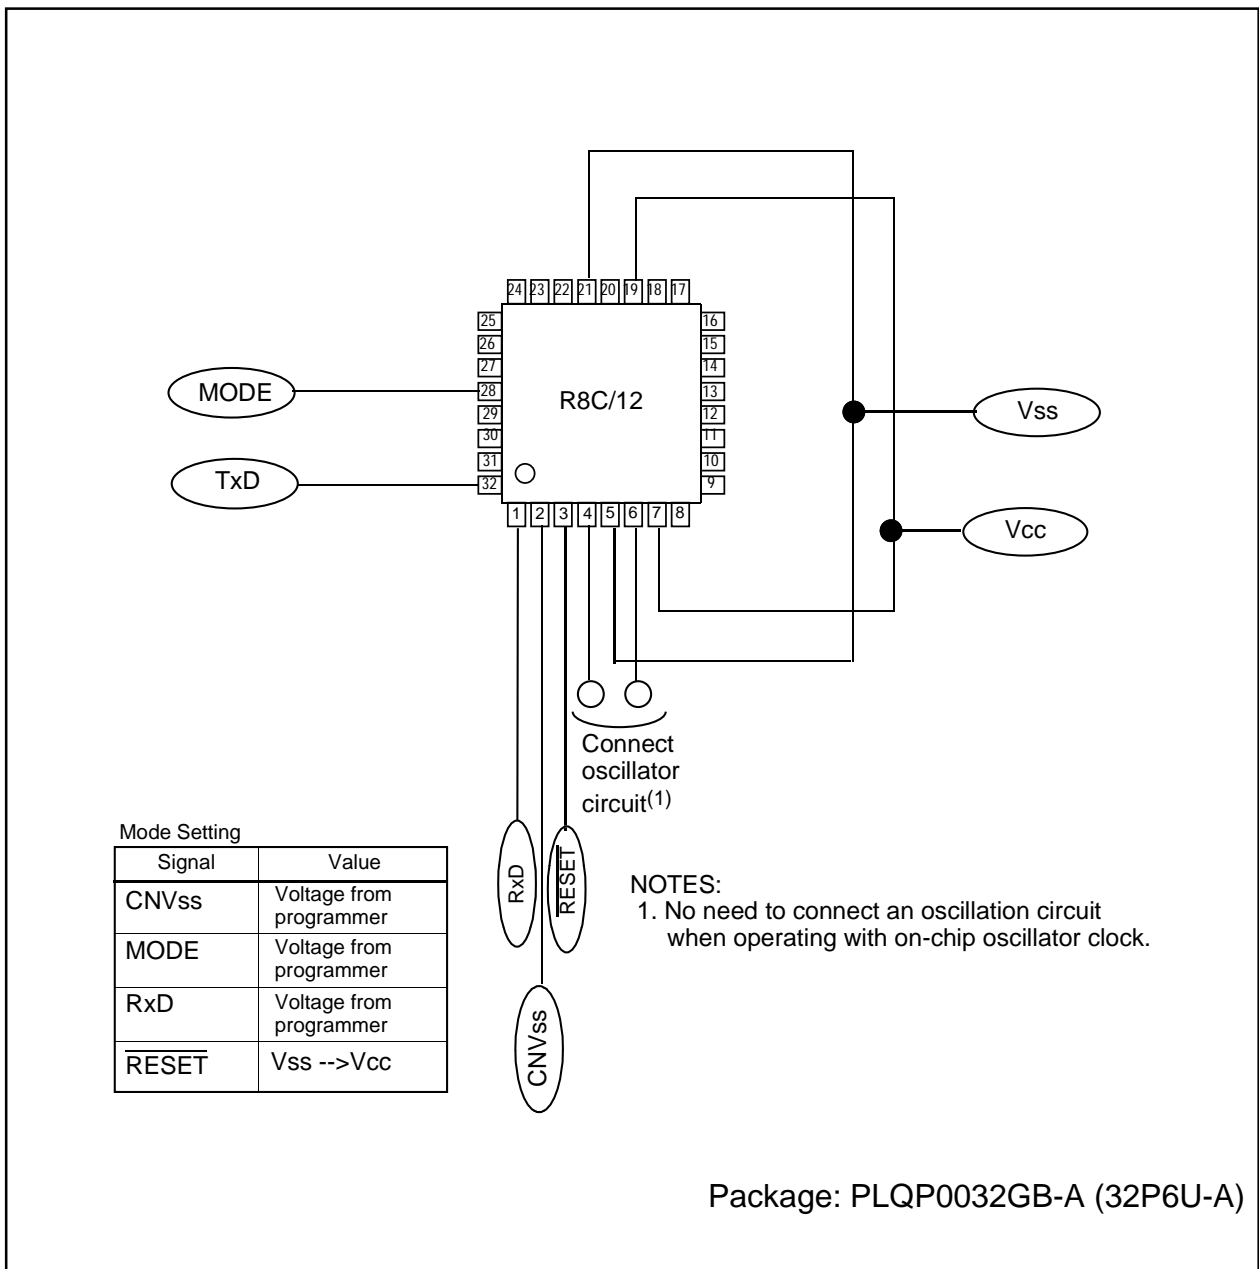 24 23 22 21 20 19 18 17
25
26
27
28
29
30
31
32
16
15
14
13
12
11
10
9
1 2 3 4 5 6 7 8
R8C/12
MODE
TxD
Vss
Vcc
Connect
oscillator
circuit(1)
RxD
RESET
CNVss
Mode Setting
Signal Value
CNVss Voltage from
programmer
MODE Voltage from
programmer
RxD Voltage from
programmer
RESET Vss -->Vcc
NOTES:
1. No need to connect an oscillation circuit
when operating with on-chip oscillator clock.
Package: PLQP0032GB-A (32P6U-A)